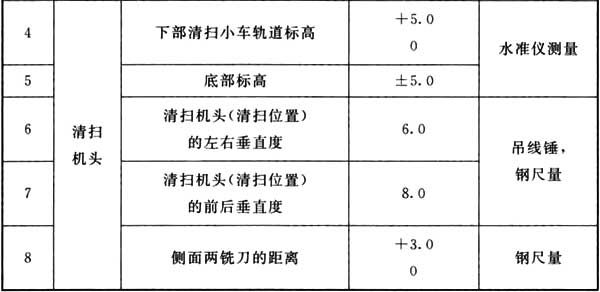 4
下部清扫小车轨道标高
+5.0
0
水准仪测量
5
底部标高
±5.0
清扫
机头
6
清扫机头(清扫位置)
的左右垂直度
6.0
吊线锤,
钢尺量
7
清扫机头(清扫位置)
的前后垂直度
8.0
8
侧面两铣刀的距离
+3.0
0
钢尺量